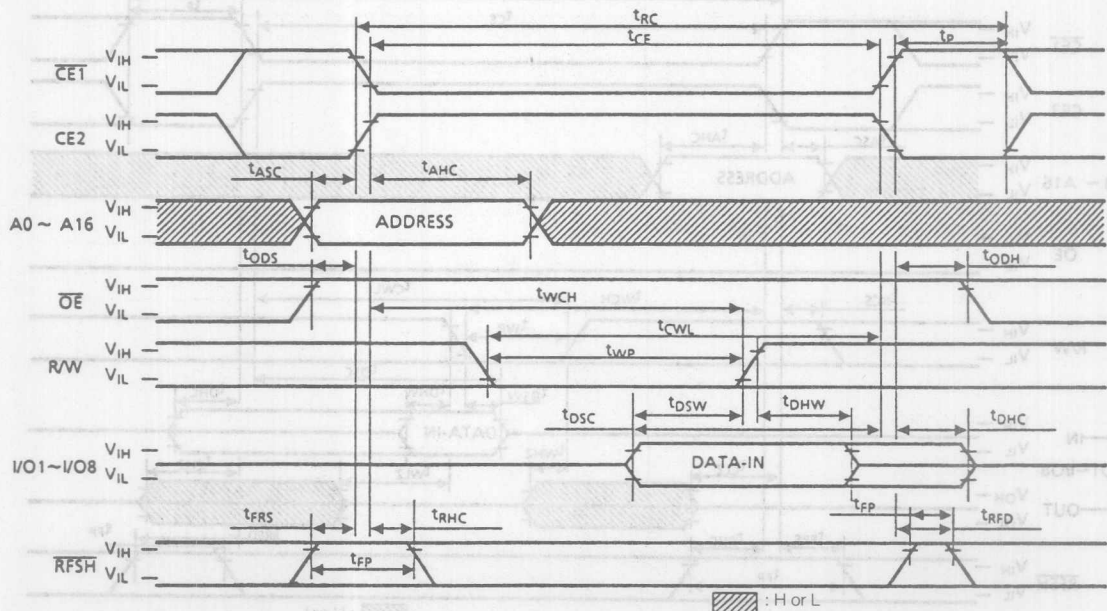 tRC
tCE
tP
CE1 VIH
VIL
CE2 VIH
VIL
tASC tAHC
A0 ~ A16 VIH
VIL
ADDRESS
tODS tODH
OE VIH
VIL
tWCH
tCWL
R/W VIH
VIL
tWP
tDSC tDSW tDHW tDHC
I/O1~I/O8 VIH
VIL
DATA-IN
tFRS tRHC tFP tRFD
RFSH VIH
VIL
tFP
: H or L